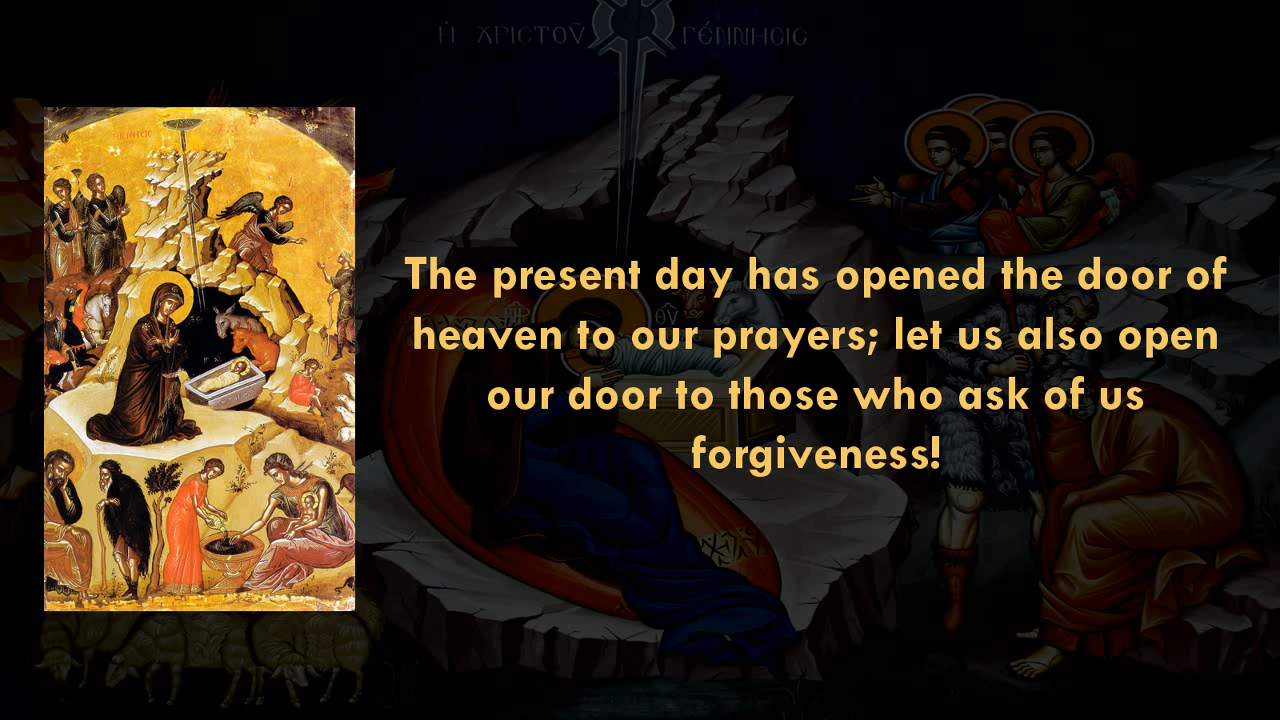 Ἡ ΧΡΙΣΤΟῦ ΓΈΝΝΗCΙC
The present day has opened the door of
heaven to our prayers; let us also open
our door to those who ask of us
forgiveness!